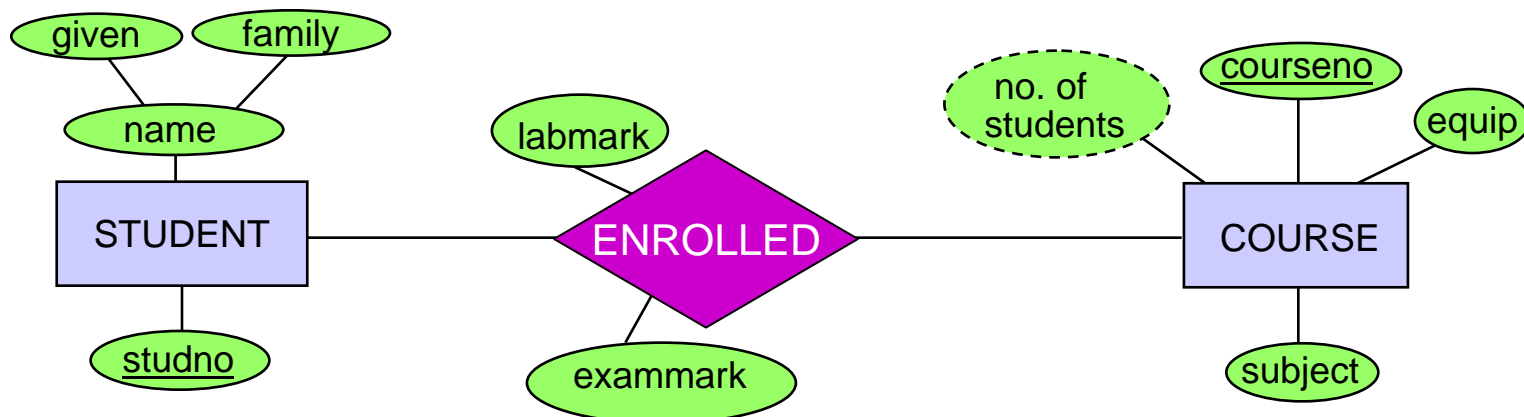 given
family
name
STUDENT
studno
labmark
ENROLLED
exammark
no. of
students
courseno
equip
COURSE
subject